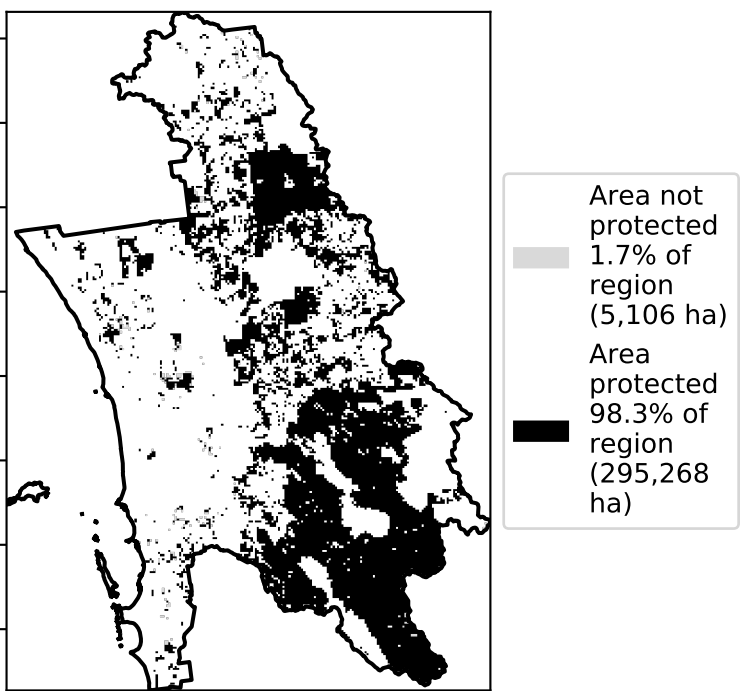 Area not
protected
1.7% of
region
(5,106 ha)
Area
protected
98.3% of
region
(295,268
ha)